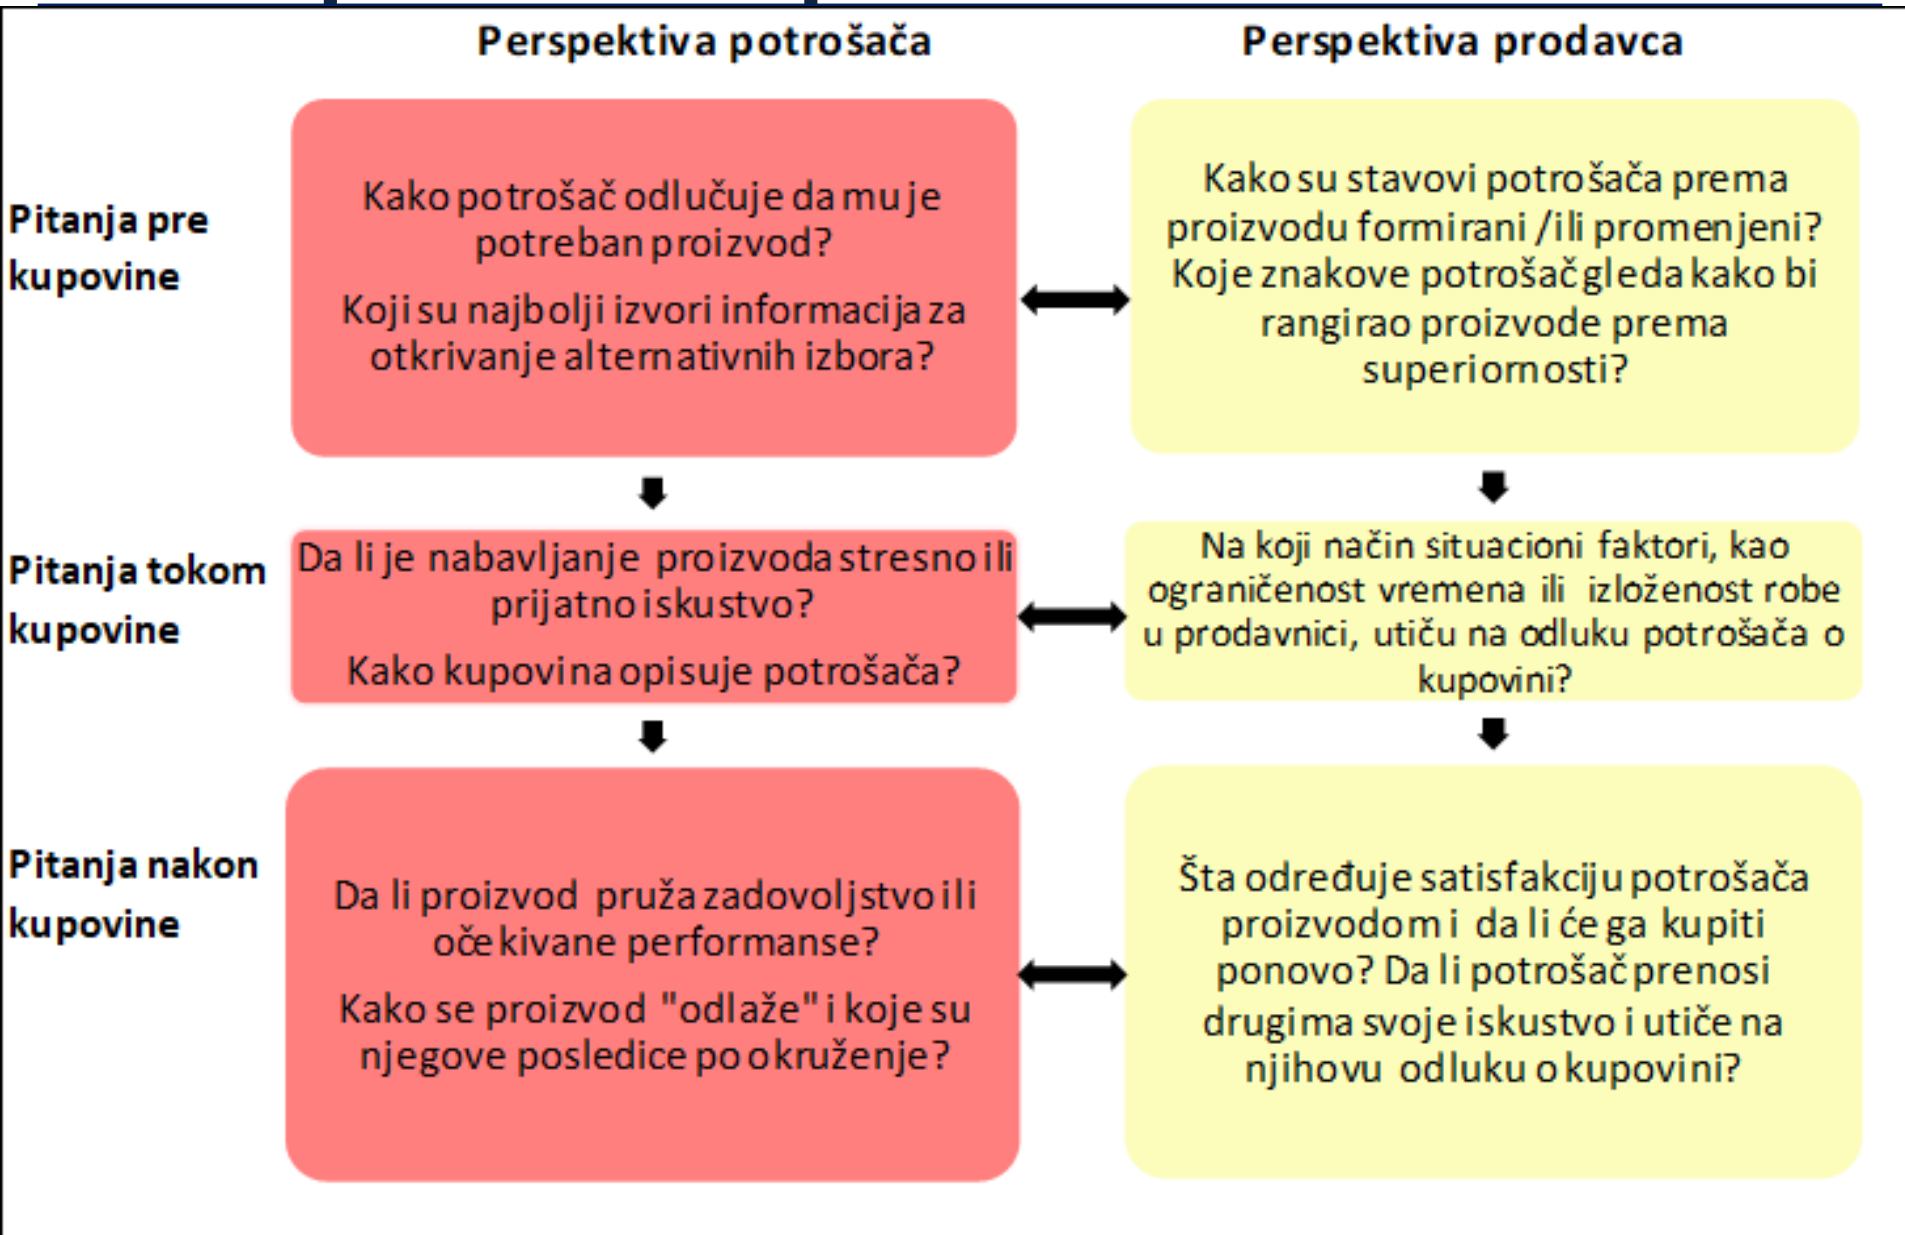 Perspektiva potrošača
Perspektiva prodavca
Pitanja pre
kupovine
Kako potrošač odlučuje da mu je
potreban proizvod?
Koji su najbolji izvori informacija za
otkrivanje alternativnih izbora?
Kako su stavovi potrošača prema
proizvodu formirani /ili promenjeni?
Koje znakove potrošač gleda kako bi
rangirao proizvode prema
superiornosti?
Pitanja tokom
kupovine
Da li je nabavljanje proizvoda stresno ili
prijatno iskustvo?
Kako kupovina opisuje potrošača?
Na koji način situacioni faktori, kao
ograničenost vremena ili izloženost robe
u prodavnici, utiču na odluku potrošača o
kupovini?
Pitanja nakon
kupovine
Da li proizvod pruža zadovoljstvo ili
očekivane performanse?
Kako se proizvod "odlaže" i koje su
njegove posledice po okruženje?
Šta određuje satisfakciju potrošača
proizvodom i da li će ga kupiti
ponovo? Da li potrošač prenosi
drugima svoje iskustvo i utiče na
njihovu odluku o kupovini?